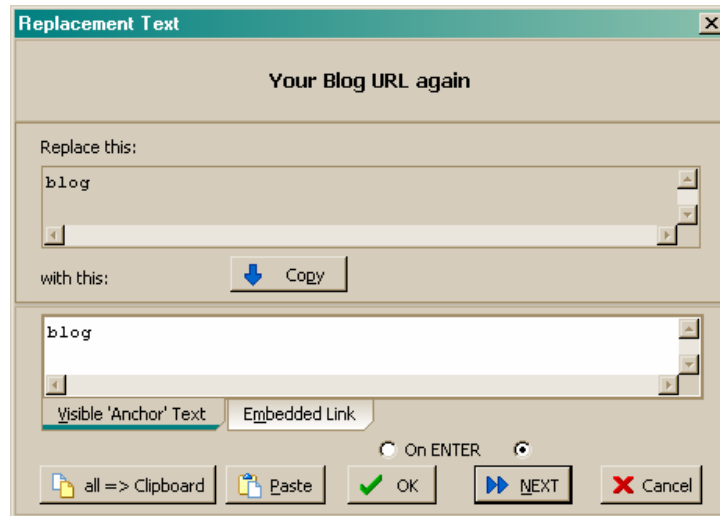 Replacement Text
Your Blog URL again
Replace this:
blog
with this:
Copy
blog
Visible 'Anchor' Text Embedded Link
On ENTER
all => Clipboard Paste OK NEXT Cancel